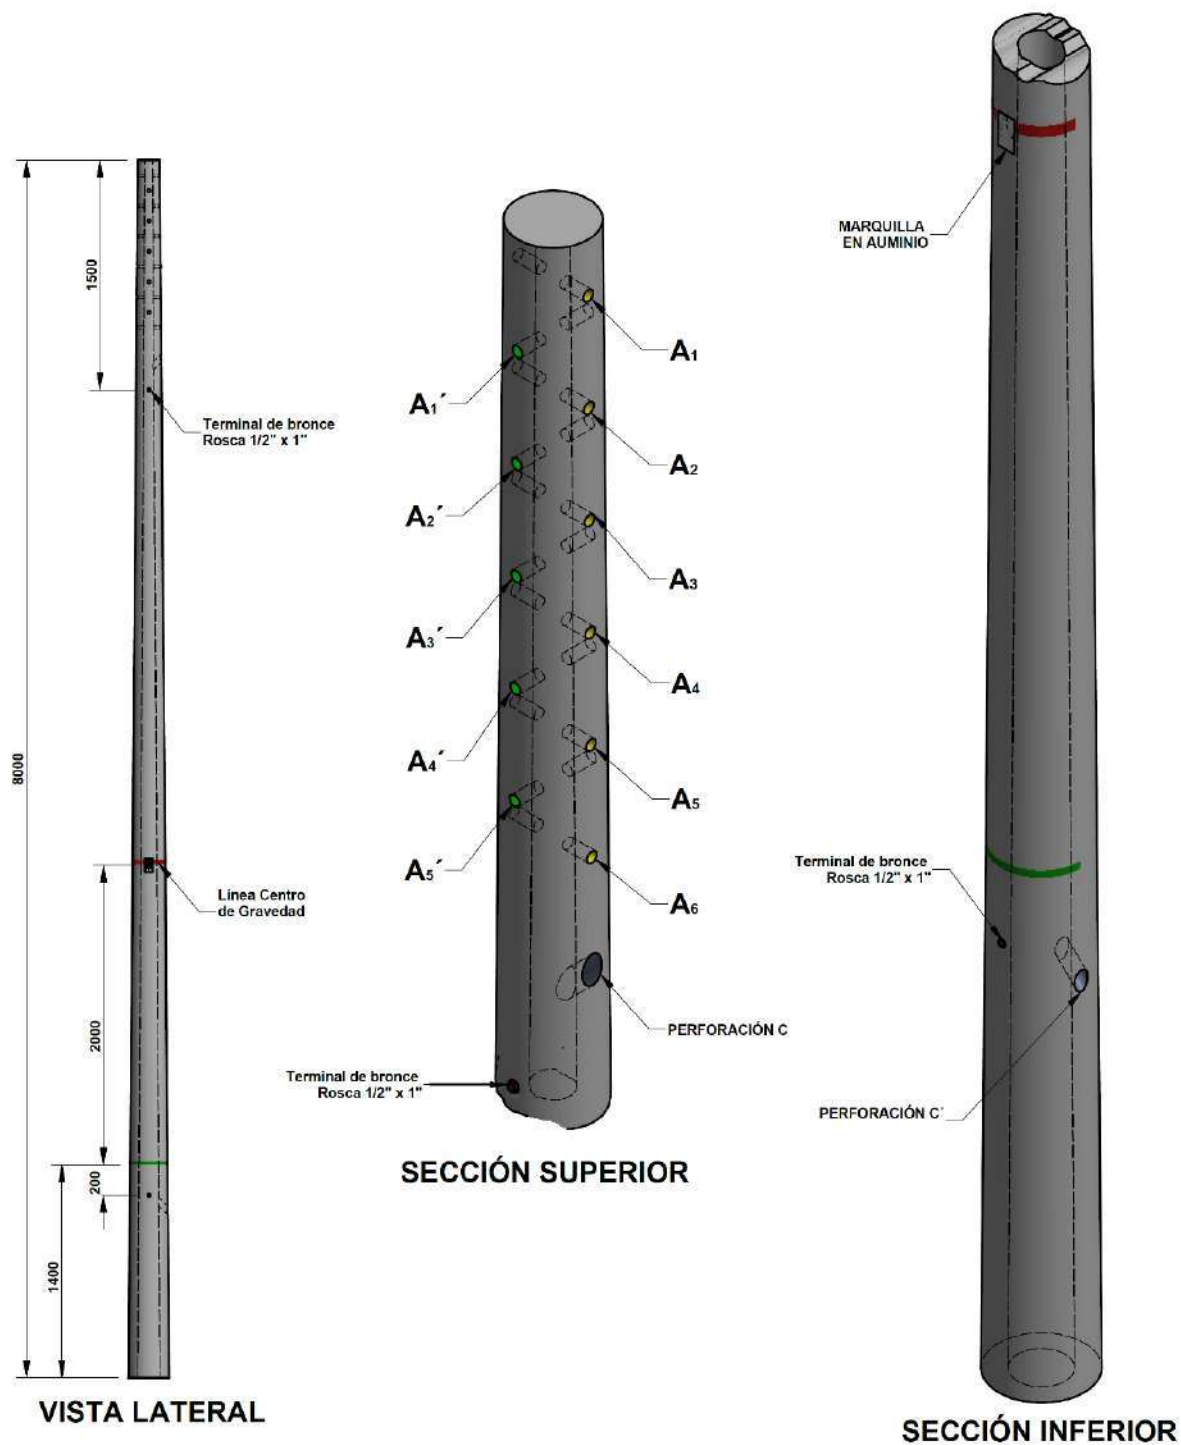 8000
1500
Terminal de bronce
Rosca 1/2" x 1"
Línea Centro
de Gravedad
2000
200
1400
VISTA LATERAL
A1
A1´
A2
A2´
A3
A3´
A4
A4´
A5
A5´
A6
PERFORACIÓN C
Terminal de bronce
Rosca 1/2" x 1"
SECCIÓN SUPERIOR
MARQUILLA
EN AUMINIO
Terminal de bronce
Rosca 1/2" x 1"
PERFORACIÓN C´
SECCIÓN INFERIOR